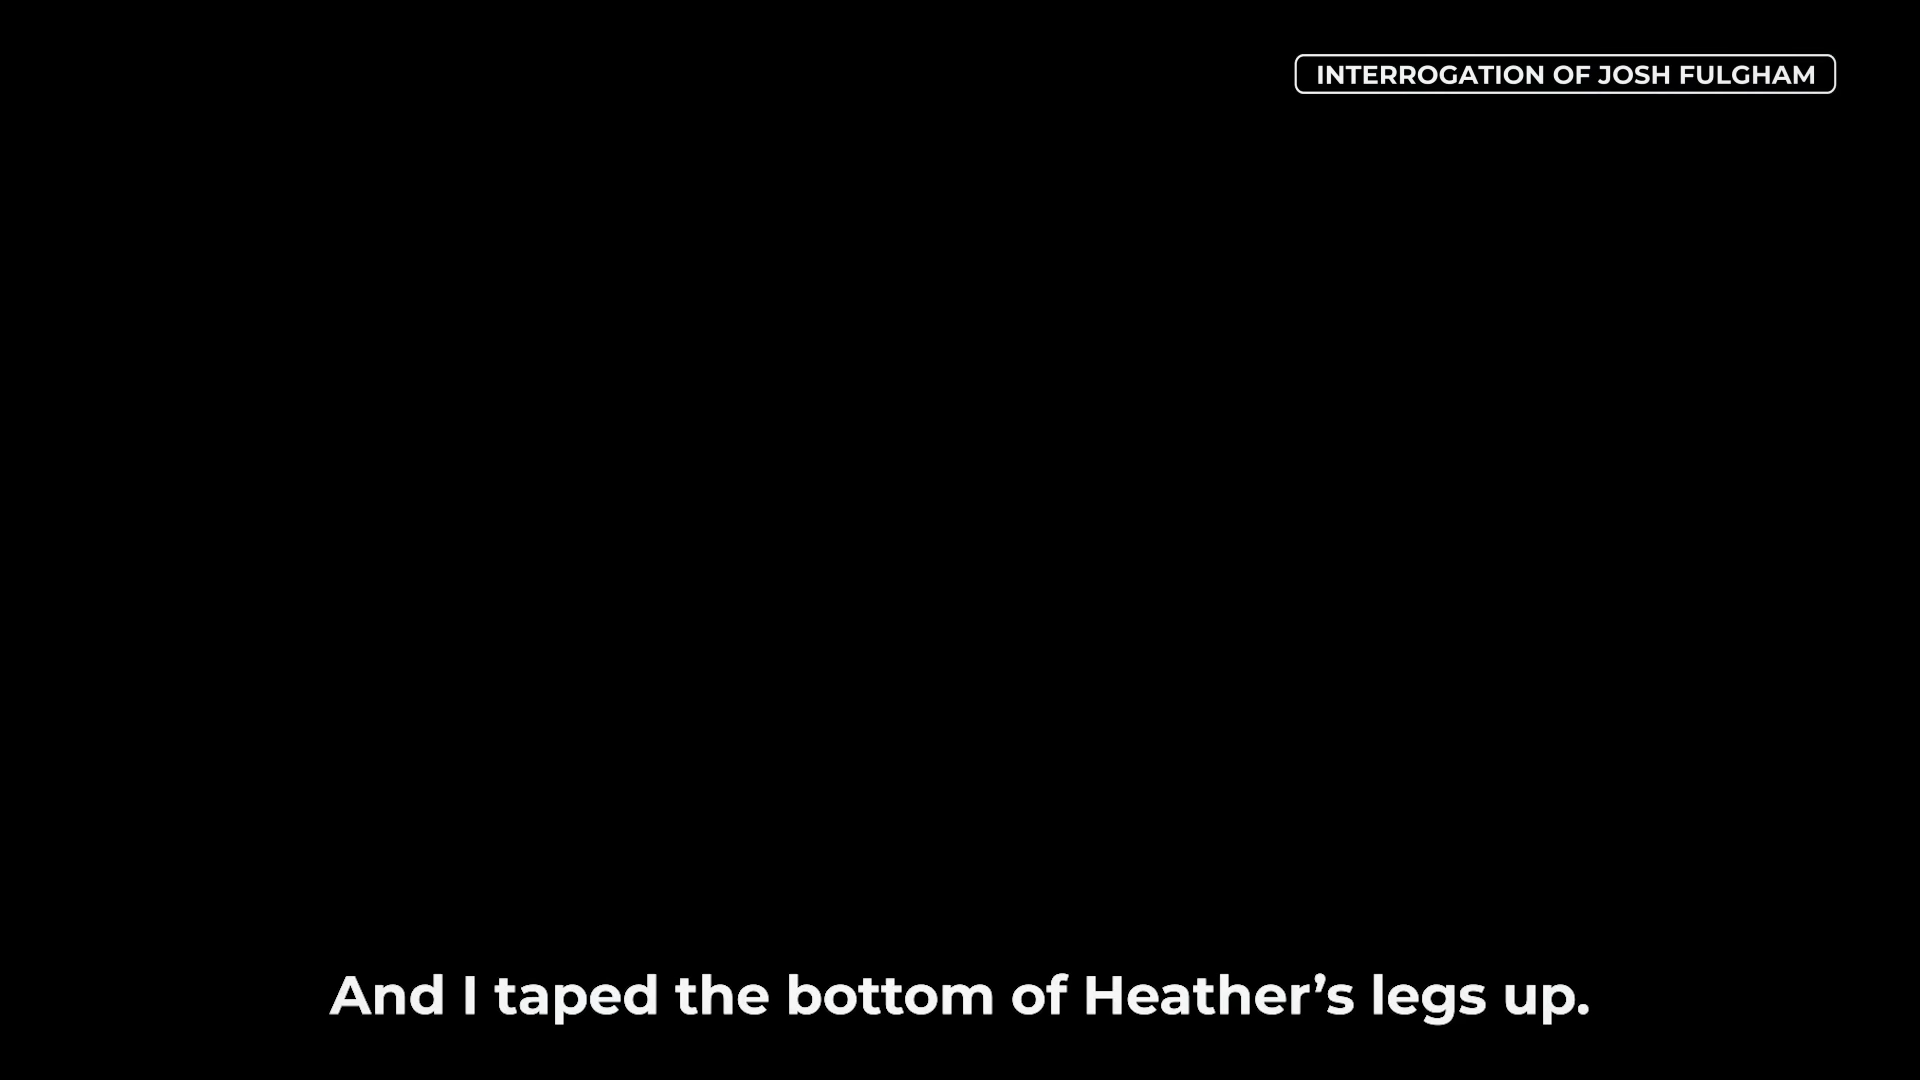 INTERROGATION OF JOSH FULGHAM
And I taped the bottom of Heather’s legs up.